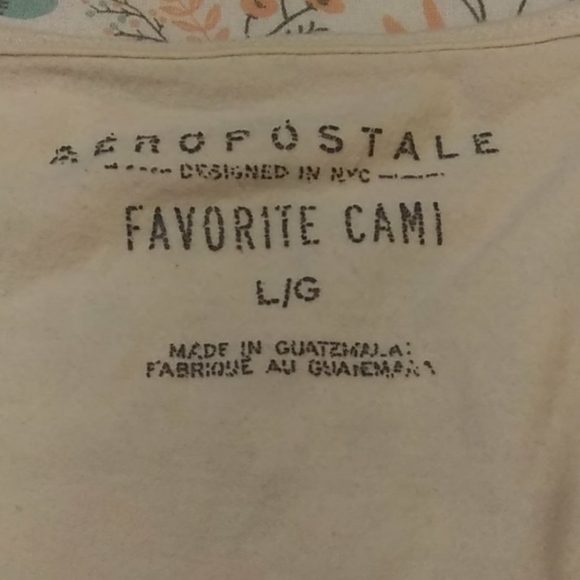 AÉROPOSTALE
DESIGNED IN NYC
FAVORITE CAMI
L/G
MADE IN GUATEMALA/
FABRIQUÉ AU GUATEMALA